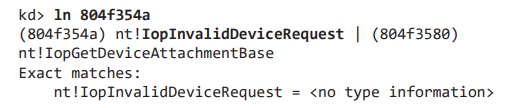 kd> ln 804f354a
(804f354a) nt!IopInvalidDeviceRequest | (804f3580)
nt!IopGetDeviceAttachmentBase
Exact matches:
    nt!IopInvalidDeviceRequest = <no type information>